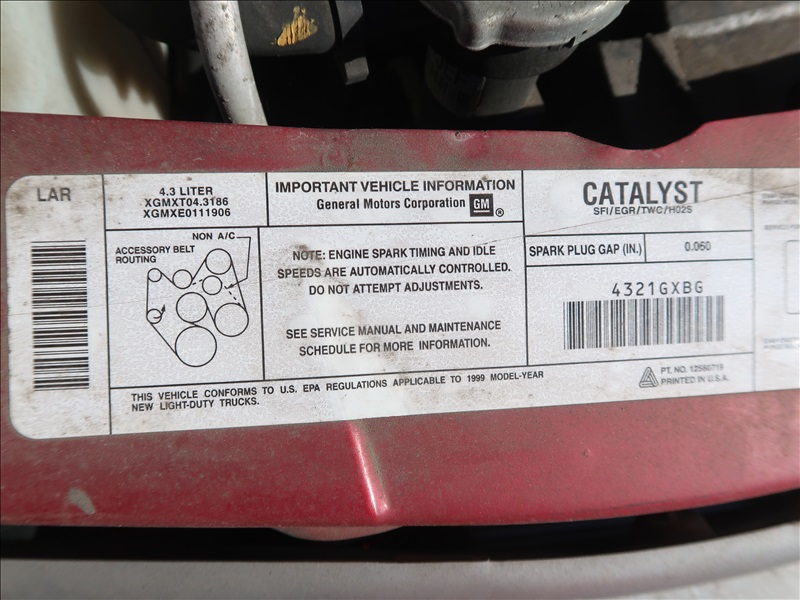 LAR
4.3 LITER
XGMXT04.3186
XGMXE0111906
IMPORTANT VEHICLE INFORMATION
General Motors Corporation GM ®
CATALYST
SFI/EGR/TWC/HO2S
ACCESSORY BELT
ROUTING
NON A/C
NOTE: ENGINE SPARK TIMING AND IDLE
SPEEDS ARE AUTOMATICALLY CONTROLLED.
DO NOT ATTEMPT ADJUSTMENTS.
SEE SERVICE MANUAL AND MAINTENANCE
SCHEDULE FOR MORE INFORMATION.
SPARK PLUG GAP (IN.) 0.060
4321GXBG
THIS VEHICLE CONFORMS TO U.S. EPA REGULATIONS APPLICABLE TO 1999 MODEL-YEAR
NEW LIGHT-DUTY TRUCKS.
PT. NO. 12560719
PRINTED IN U.S.A.